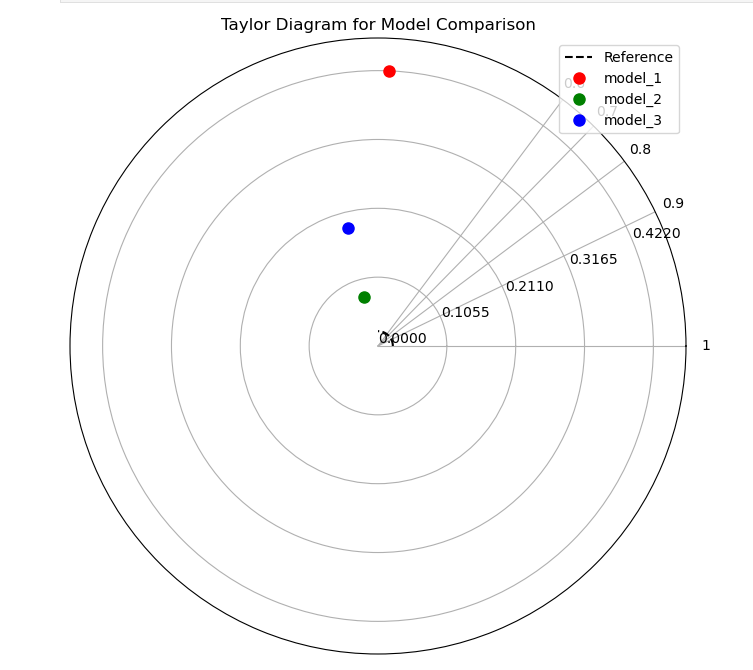 Taylor Diagram for Model Comparison
Reference
model_1
model_2
model_3
0.7
0.8
0.9
0.4220
0.3165
0.2110
0.1055
0.0000
1